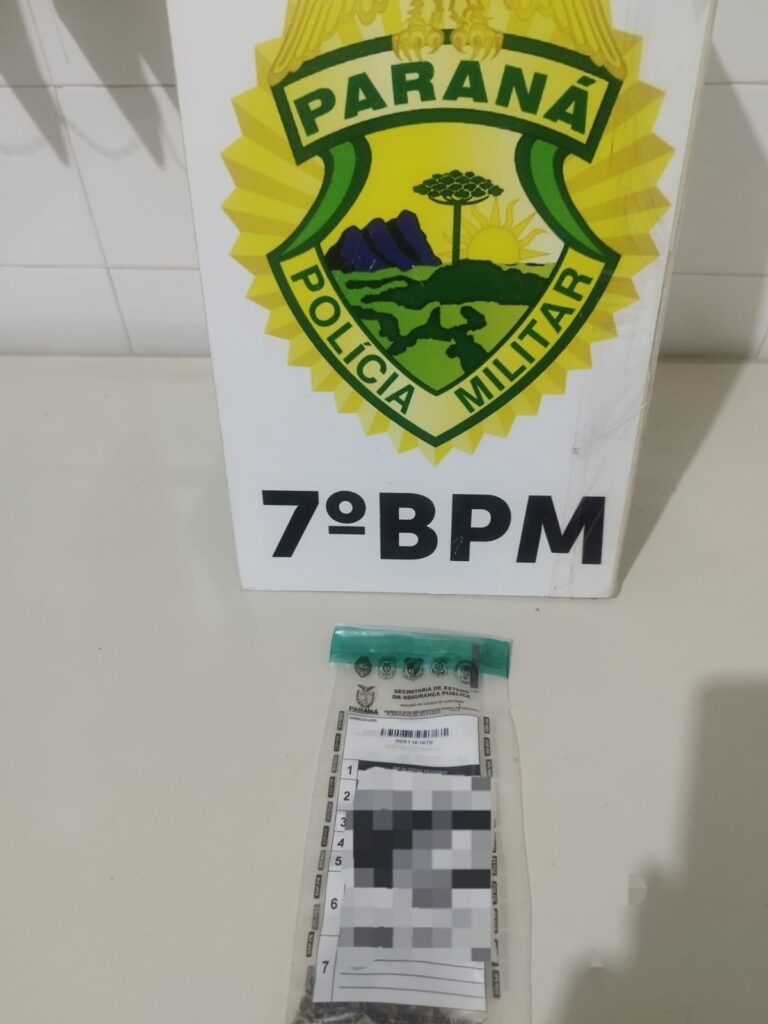 PARANÁ
POLÍCIA MILITAR
7ºBPM
SECRETARIA DE ESTADO
DA SEGURANÇA PÚBLICA
PARANÁ
1
2
3
4
5
6
7